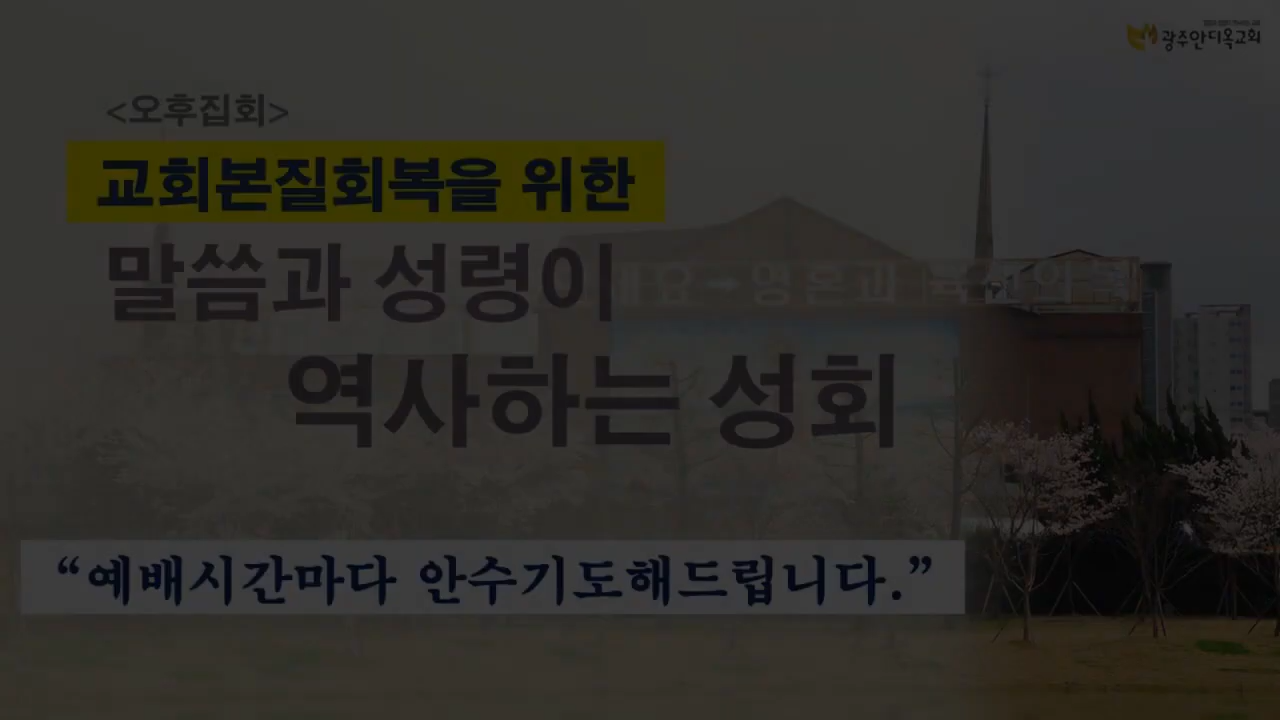 광주안디옥교회
<오후집회>
교회본질회복을 위한
말씀과 성령이
역사하는 성회
“예배시간마다 안수기도해드립니다.”